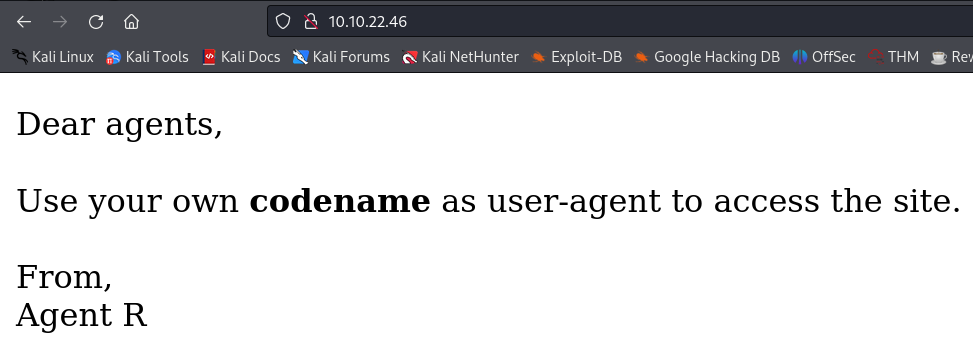 10.10.22.46
Kali Linux Kali Tools Kali Docs Kali Forums Kali NetHunter Exploit-DB Google Hacking DB OffSec THM
Dear agents,
Use your own codename as user-agent to access the site.
From,
Agent R